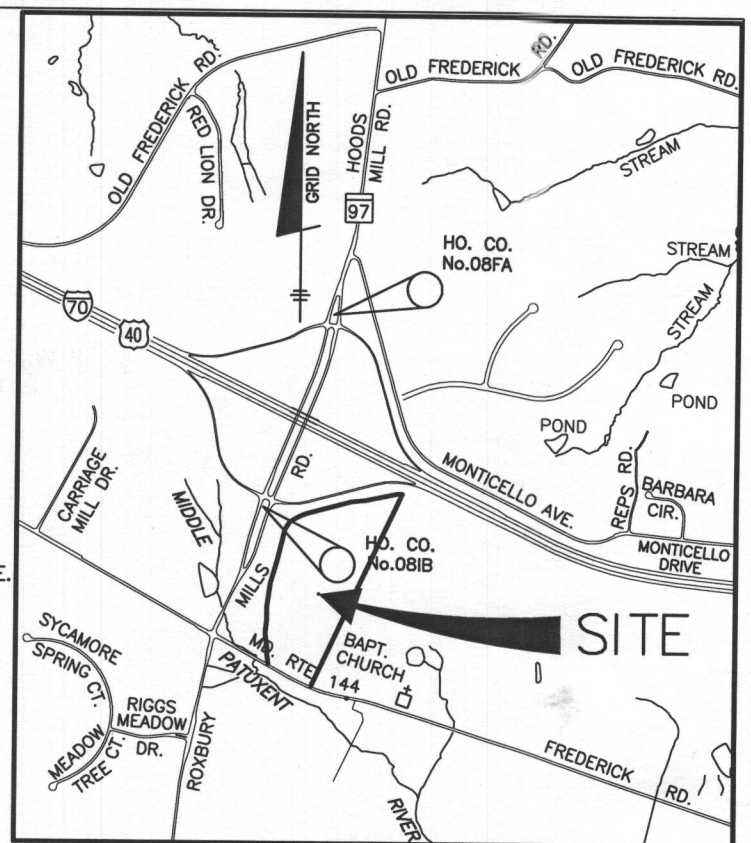 OLD FREDERICK RD.
RED LION DR.
GRID NORTH
HOODS MILL RD.
97
OLD FREDERICK RD.
OLD FREDERICK RD.
STREAM
HO. CO.
No.08FA
STREAM
STREAM
70
40
POND
POND
CARRIAGE
MILL DR.
MIDDLE
RD.
MONTICELLO AVE.
REPS RD.
BARBARA
CIR.
MONTICELLO
DRIVE
HO. CO.
No.08IB
E.
MILLS
SITE
SYCAMORE
SPRING CT.
MD. RTE 144
BAPT.
CHURCH
PATUXENT
RIGGS
MEADOW
DR.
MEADOW
TREE CT.
ROXBURY
FREDERICK RD.
RIVER